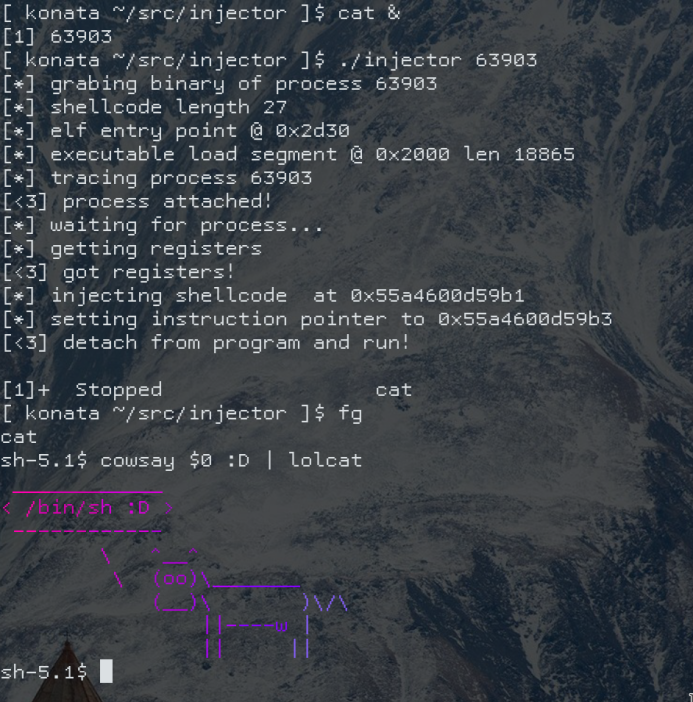 [ konata ~/src/injector ]$ cat &
[1] 63903
[ konata ~/src/injector ]$ ./injector 63903
[*] grabing binary of process 63903
[*] shellcode length 27
[*] elf entry point @ 0x2d30
[*] executable load segment @ 0x2000 len 18865
[*] tracing process 63903
[<3] process attached!
[*] waiting for process...
[*] getting registers
[<3] got registers!
[*] injecting shellcode  at 0x55a4600d59b1
[*] setting instruction pointer to 0x55a4600d59b3
[<3] detach from program and run!
[1]+  Stopped                 cat
[ konata ~/src/injector ]$ fg
cat
sh-5.1$ cowsay $0 :D | lolcat
 ____________
< /bin/sh :D >
 ------------
        \   ^__^
         \  (oo)\_______
            (__)\       )\/\
                ||----w |
                ||     ||
sh-5.1$